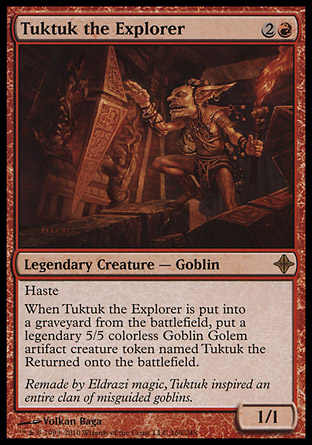 Tuktuk the Explorer 2
Legendary Creature — Goblin
Haste
When Tuktuk the Explorer is put into
a graveyard from the battlefield, put a
legendary 5/5 colorless Goblin Golem
artifact creature token named Tuktuk the
Returned onto the battlefield.
Remade by Eldrazi magic, Tuktuk inspired an
entire clan of misguided goblins.
Volkan Baga
1/1